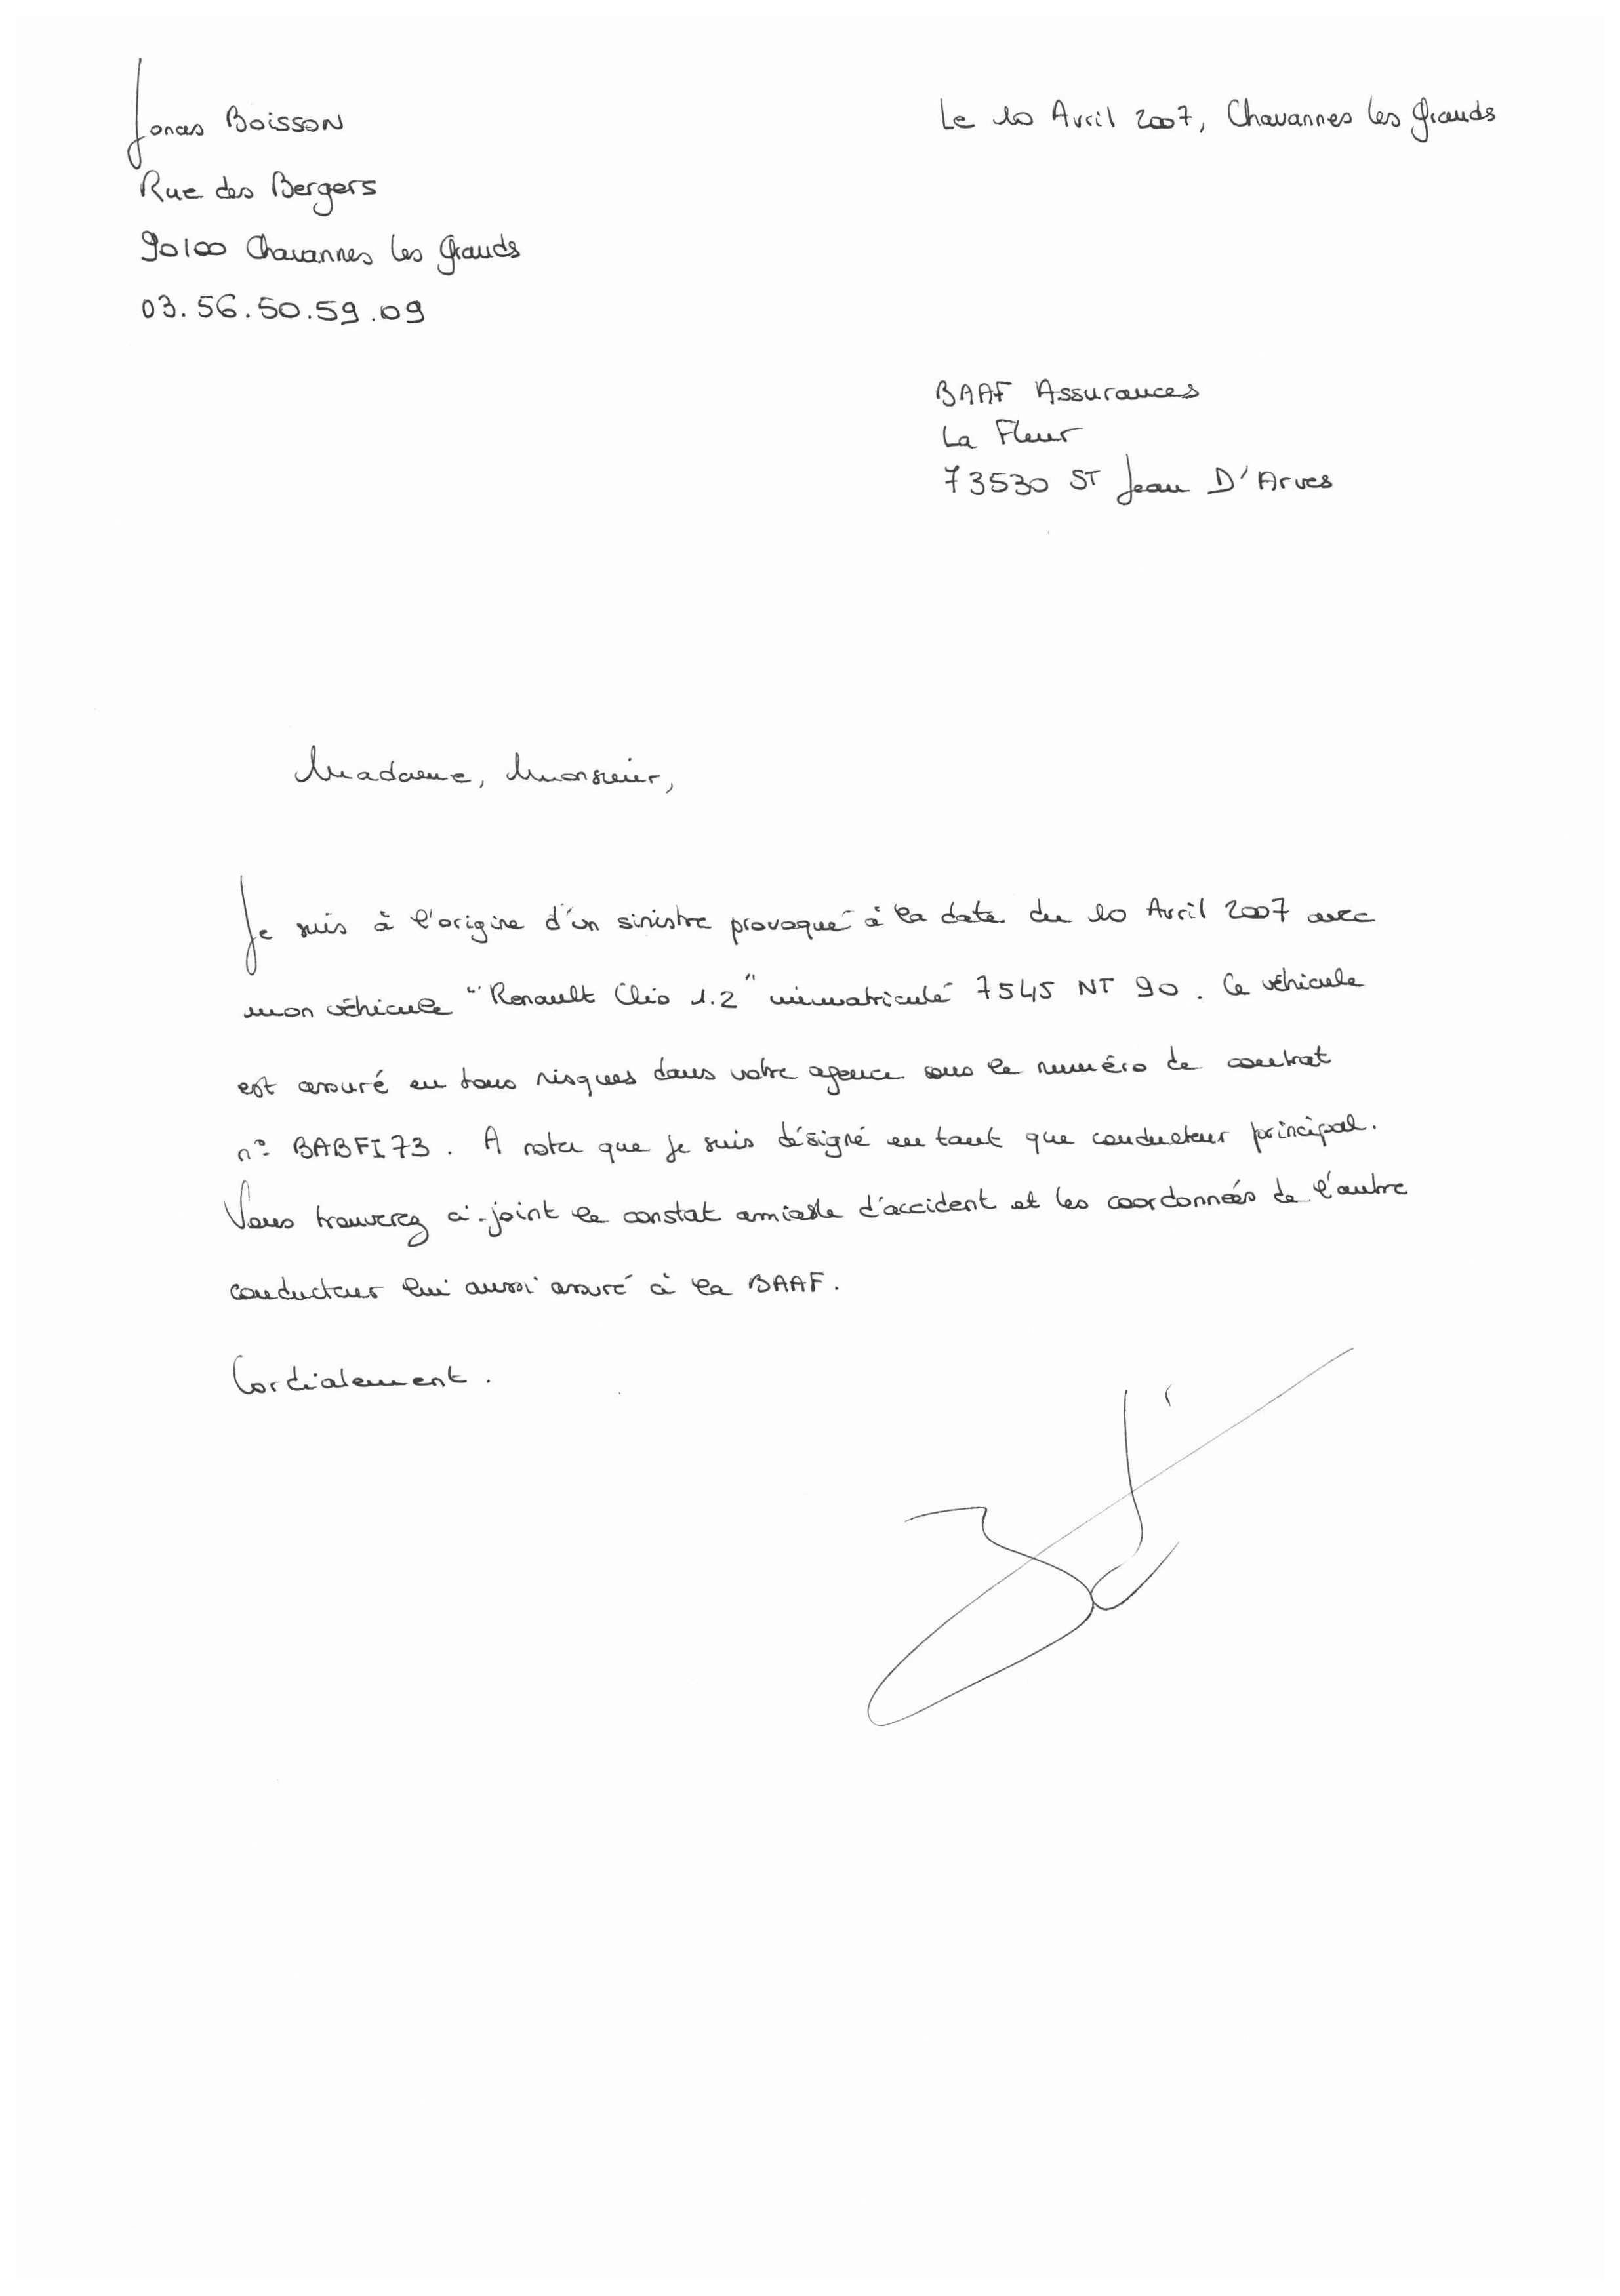 Jonas Boisson
Le 10 Avril 2007, Chavannes les Grands
Rue des Bergers
90100 Chavannes les Grands
03.56.50.59.09
BAAF Assurances
La Fleur
73530 ST Jean D'Arves
Madame, Monsieur,
Je suis à l'origine d'un sinistre provoqué à la date du 10 Avril 2007 avec
mon véhicule "Renault Clio 1.2" immatriculé 7545 NT 90. Ce véhicule
est assuré en tous risques dans votre agence sous le numéro de contrat
n° BABFI73. A noter que je suis désigné en tant que conducteur principal.
Vous trouverez ci-joint le constat amiable d'accident et les coordonnées de l'autre
conducteur lui aussi assuré à la BAAF.
Cordialement.